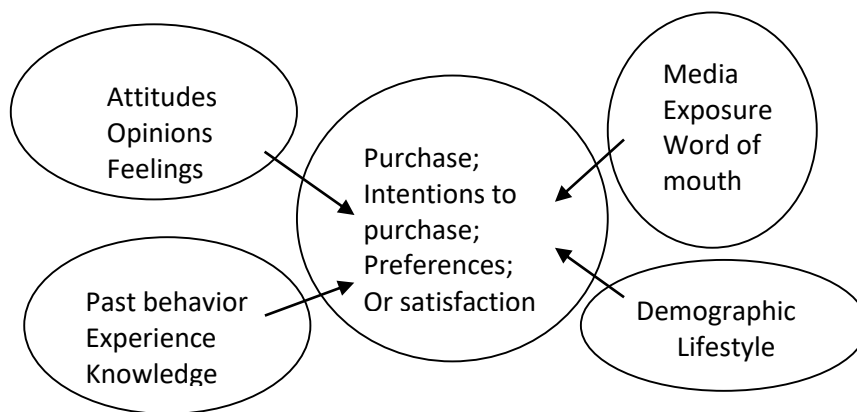 Attitudes
Opinions
Feelings
Media
Exposure
Word of
mouth
Purchase;
Intentions to
purchase;
Preferences;
Or satisfaction
Past behavior
Experience
Knowledge
Demographic
Lifestyle